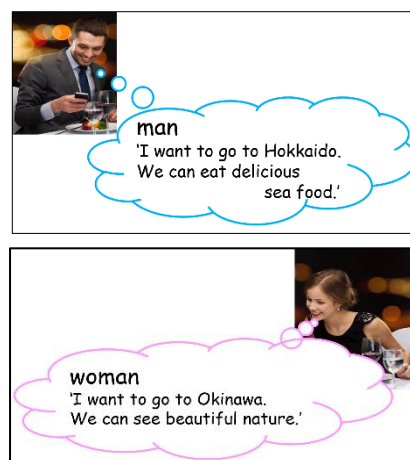 man
‘I want to go to Hokkaido.
We can eat delicious
sea food.’
woman
‘I want to go to Okinawa.
We can see beautiful nature.’